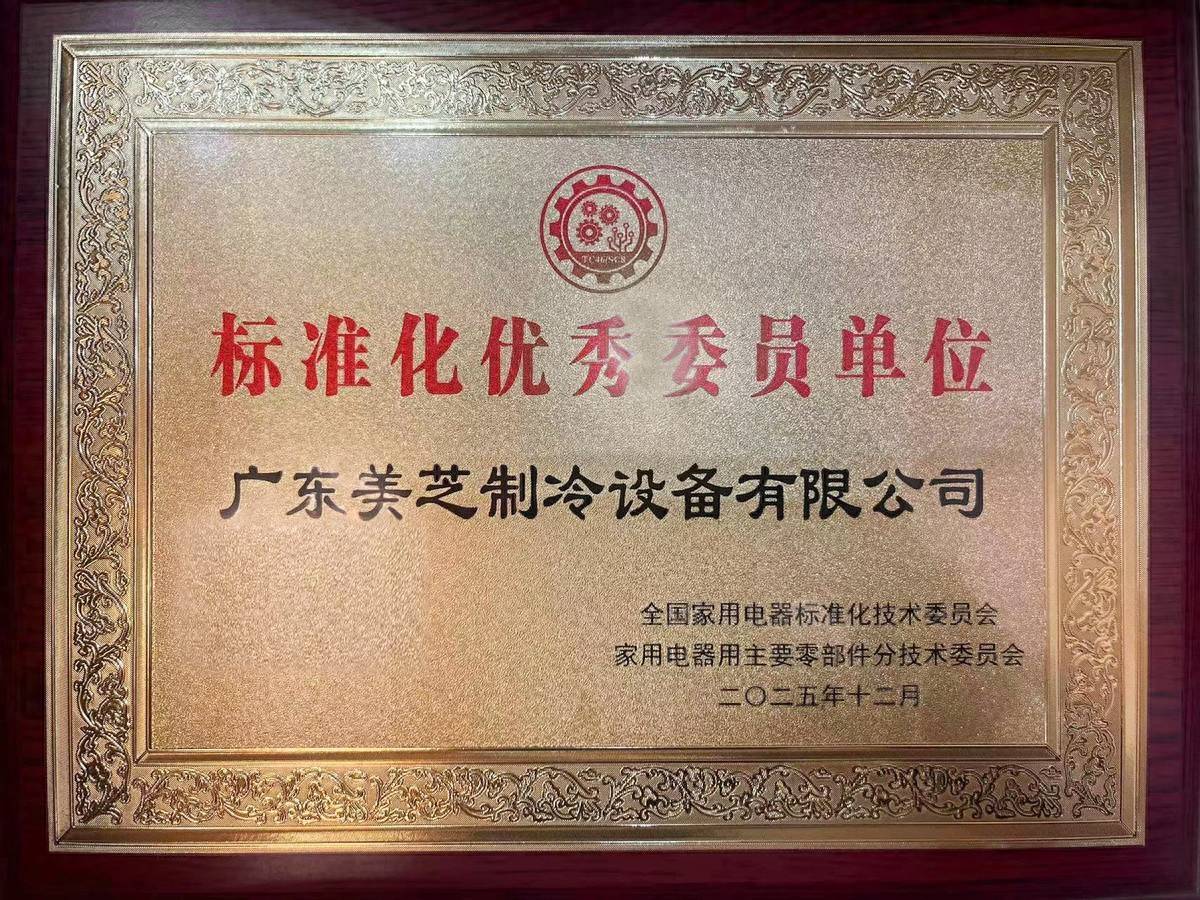 TC46/SC8
标准化优秀委员单位
广东美芝制冷设备有限公司
全国家用电器标准化技术委员会
家用电器用主要零部件分技术委员会
二〇二五年十二月